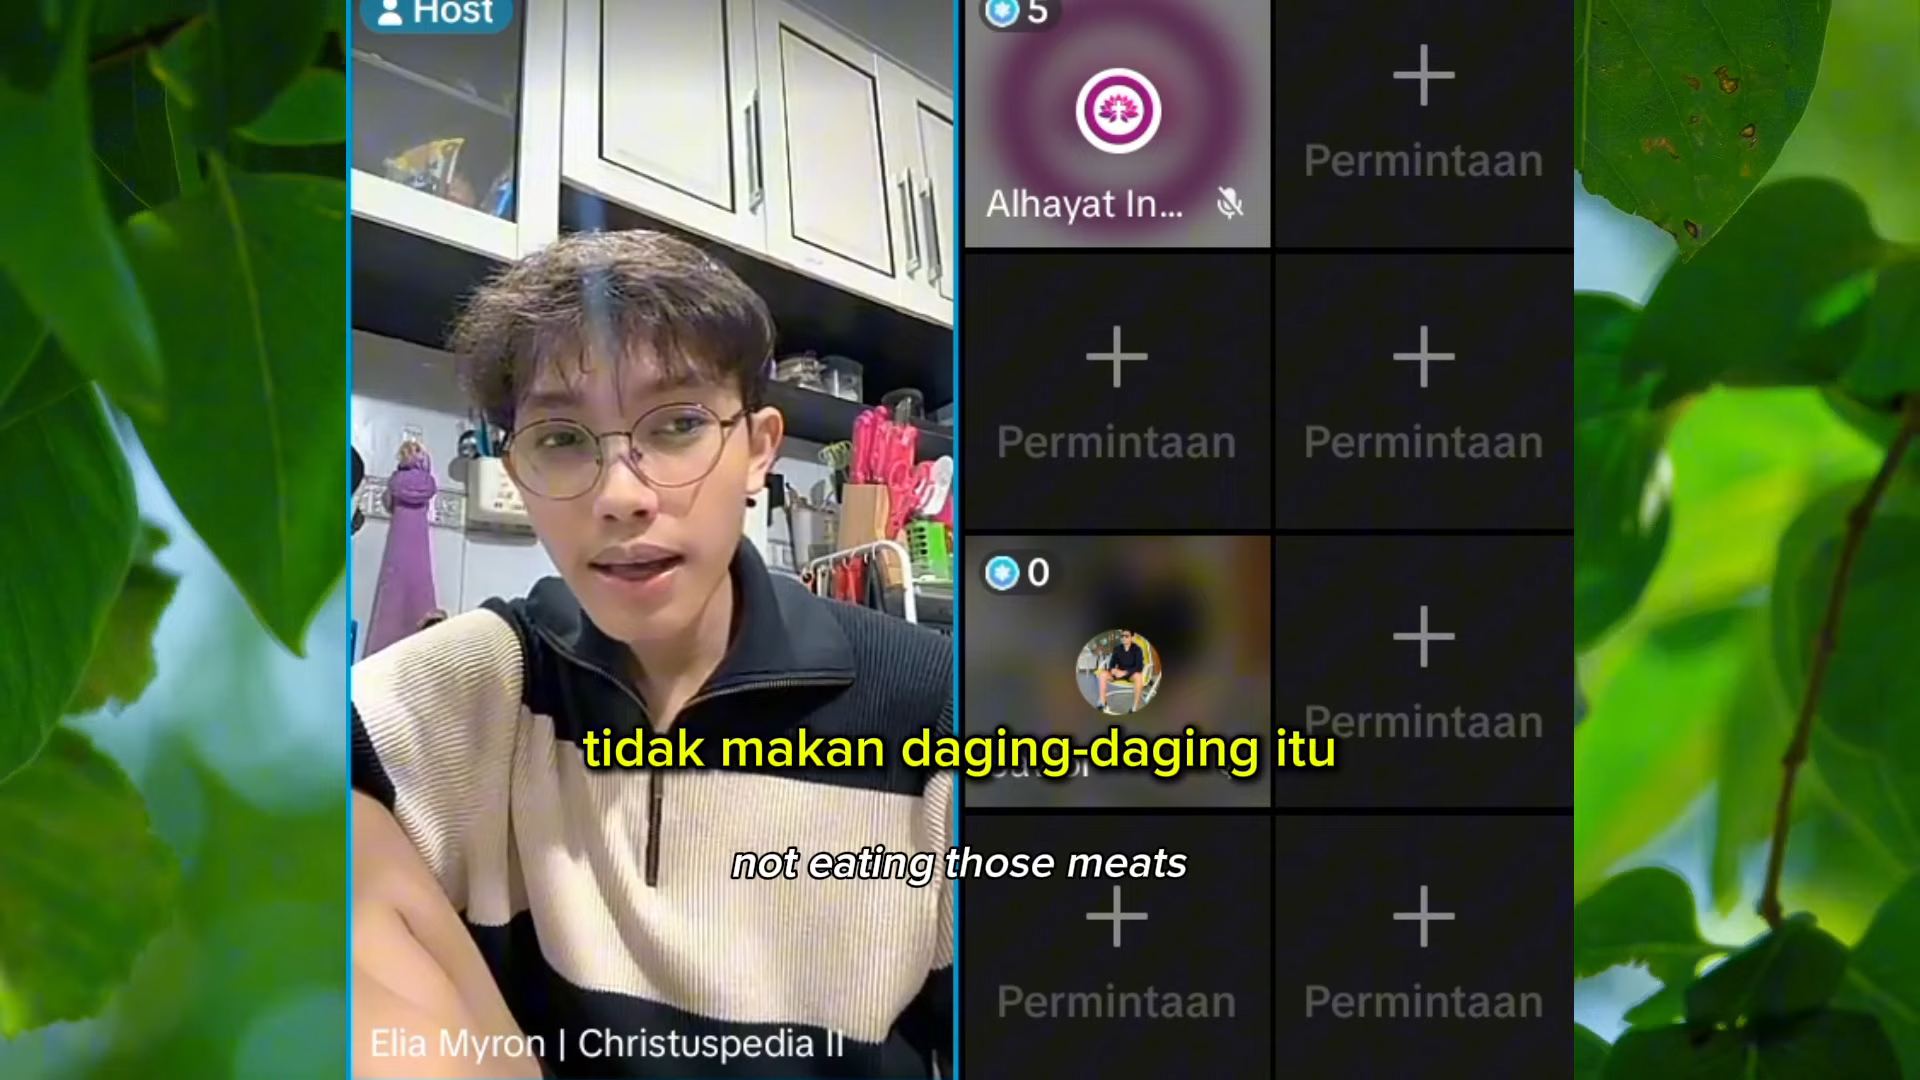 Host
5
Alhayat In...
Permintaan
Permintaan
Permintaan
0
Permintaan
tidak makan daging-daging itu
not eating those meats
Permintaan
Permintaan
Elia Myron | Christuspedia II